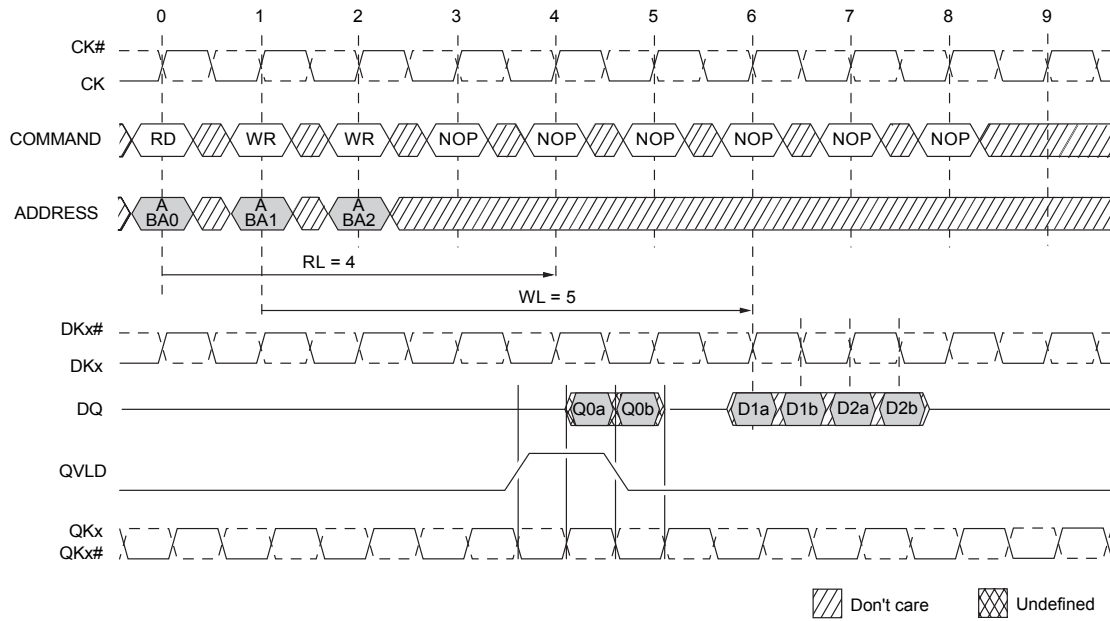 0 1 2 3 4 5 6 7 8 9
CK#
CK
COMMAND RD WR WR NOP NOP NOP NOP NOP NOP
A A A
ADDRESS BA0 BA1 BA2
RL = 4
WL = 5
DKx#
DKx
DQ Q0a Q0b D1a D1b D2a D2b
QVLD
QKx
QKx#
Don't care Undefined